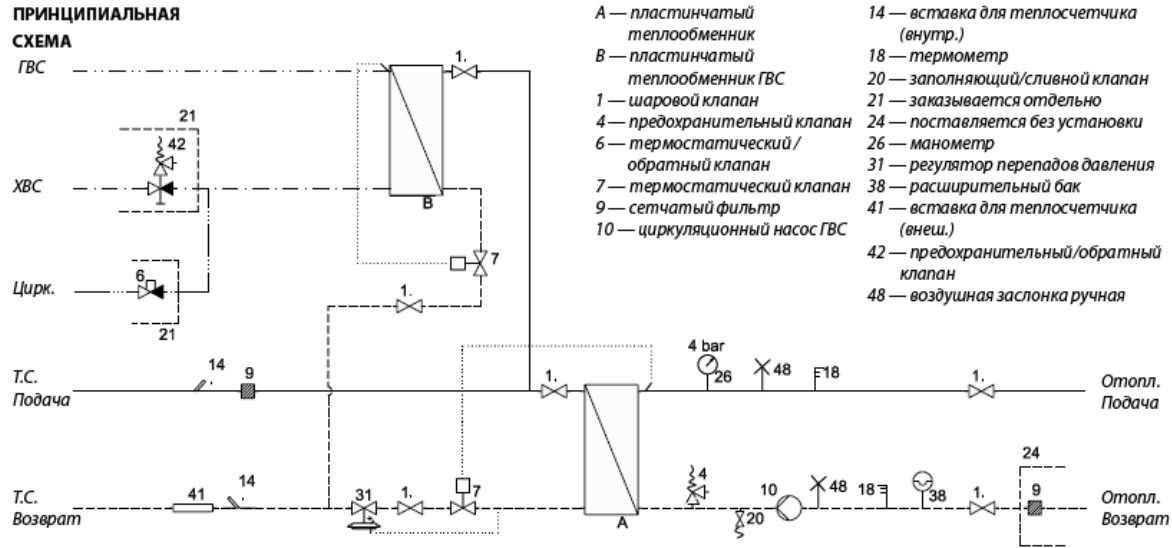 ПРИНЦИПИАЛЬНАЯ
СХЕМА
А — пластинчатый
теплообменник
В — пластинчатый
теплообменник ГВС
1 — шаровой клапан
4 — предохранительный клапан
6 — термостатический /
обратный клапан
7 — термостатический клапан
9 — сетчатый фильтр
10 — циркуляционный насос ГВС
14 — вставка для теплосчетчика
(внутр.)
18 — термометр
20 — заполняющий/сливной клапан
21 — заказывается отдельно
24 — поставляется без установки
26 — манометр
31 — регулятор перепадов давления
38 — расширительный бак
41 — вставка для теплосчетчика
(внеш.)
42 — предохранительный/обратный
клапан
48 — воздушная заслонка ручная
ГВС
1.
21
42
ХВС
B
7
6
Цирк.
1.
21
4 bar
14
9
1.
26
48
18
1.
Т.С.
Подача
Отопл.
Подача
24
41
14
31
1.
7
4
10
48
18
38
1.
9
20
A
Т.С.
Возврат
Отопл.
Возврат